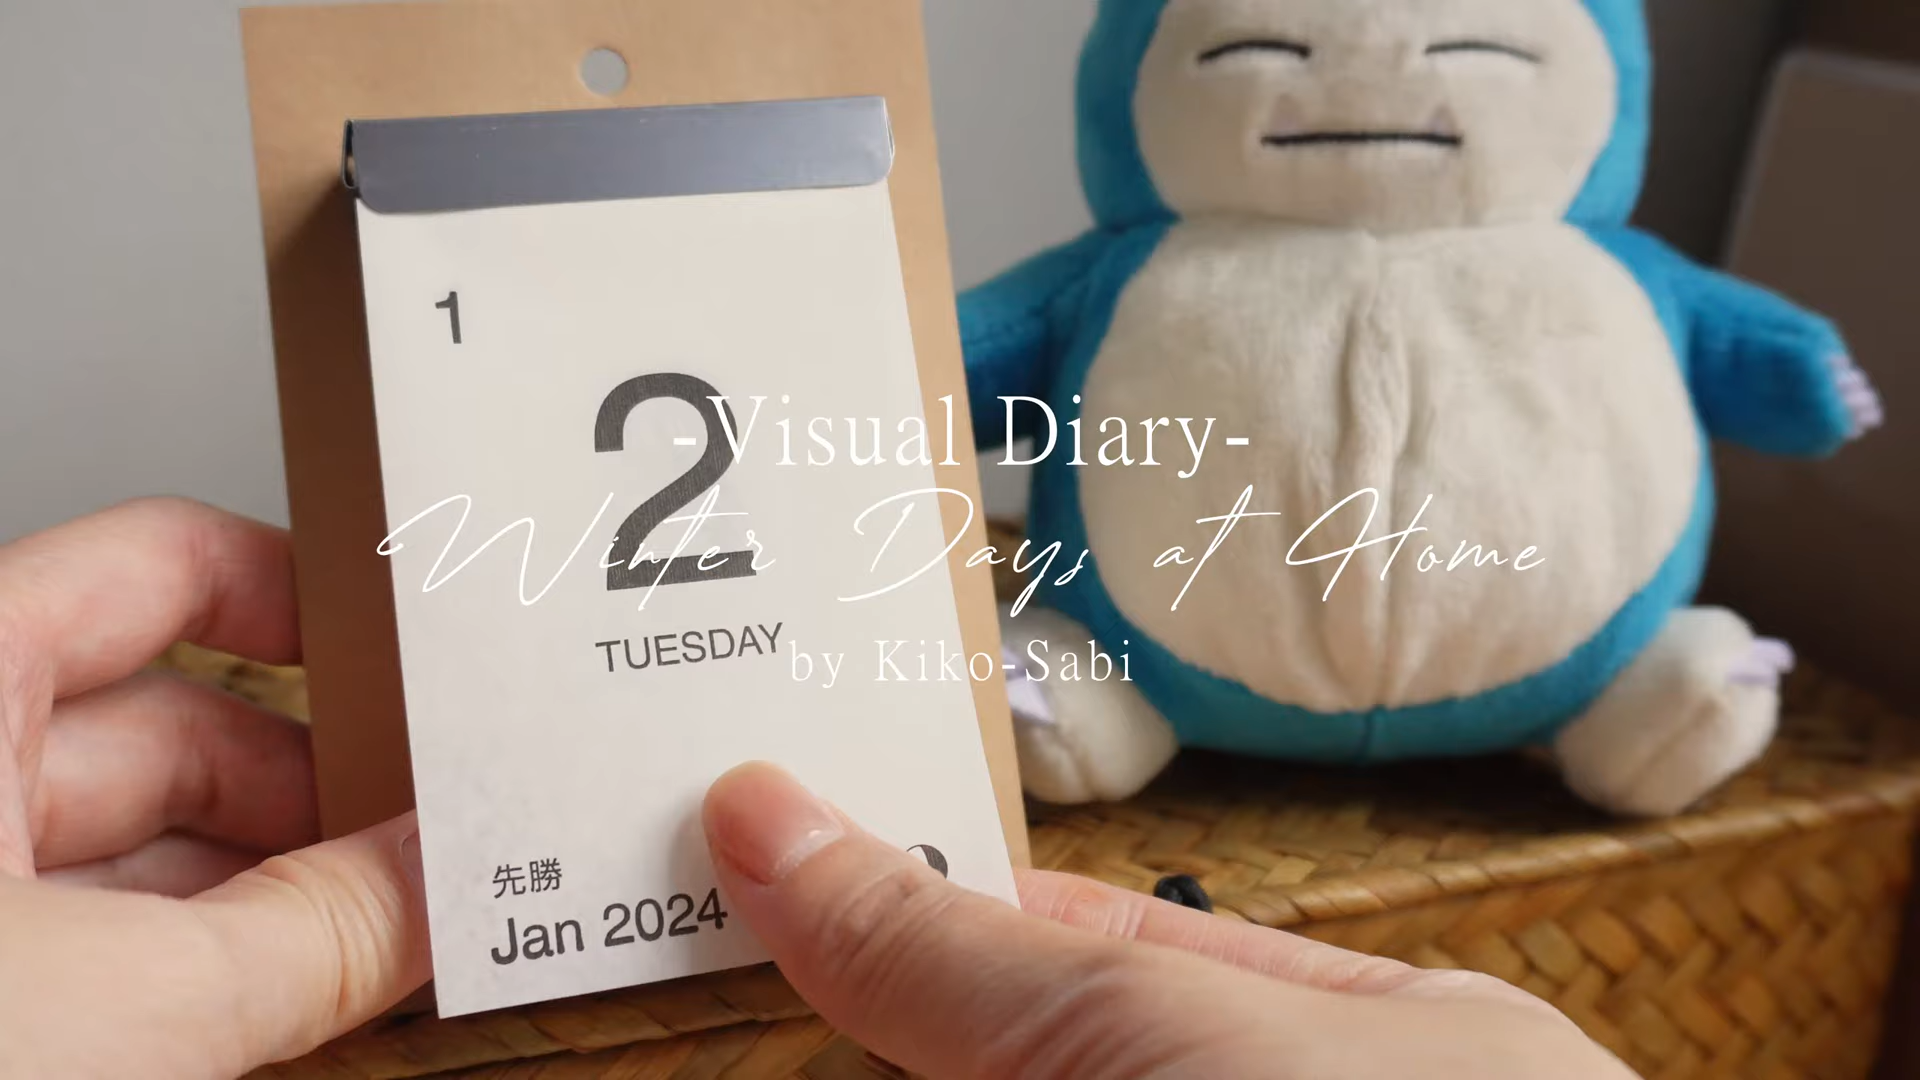 1
2
TUESDAY
先勝
Jan 2024
-Visual Diary-
Winter Days at Home
by Kiko-Sabi